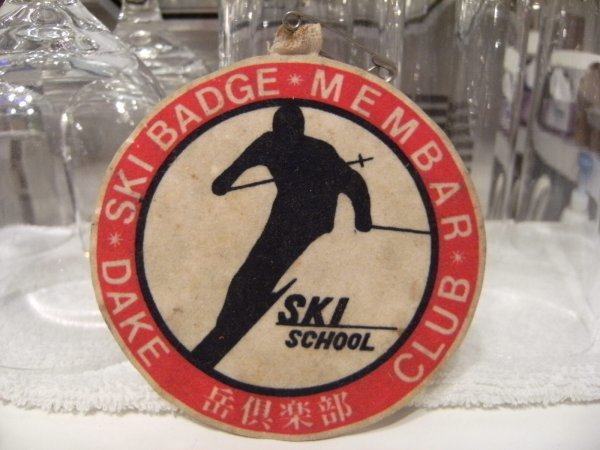 SKI BADGE * MEMBAR * CLUB
* DAKE
SKI
SCHOOL
岳倶楽部